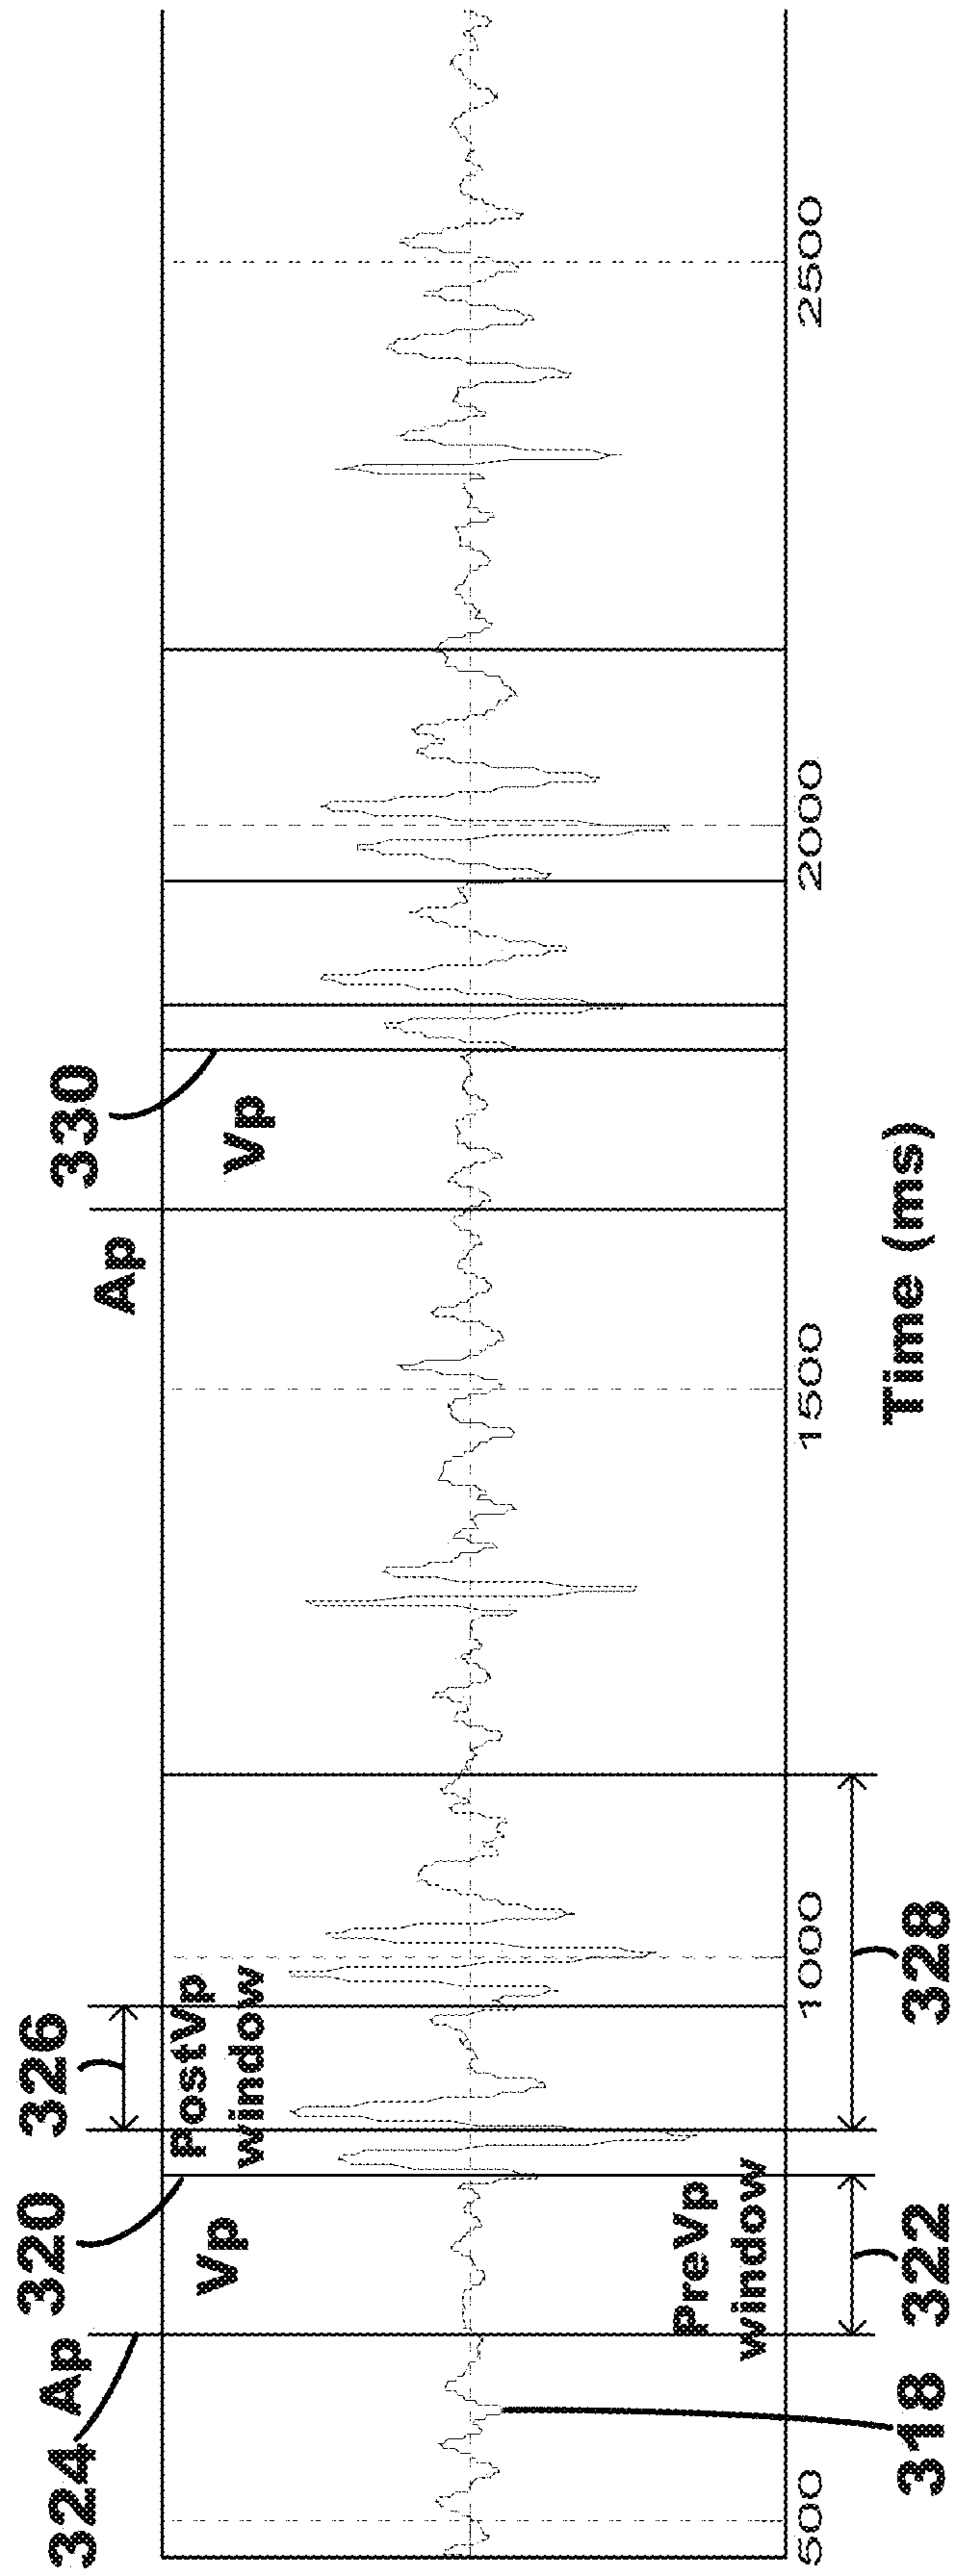 324 Ap
320
326
330
Ap
Vp
PostVp
window
Vp
PreVp
window
500
1000
1500
2000
2500
318
322
328
Time (ms)